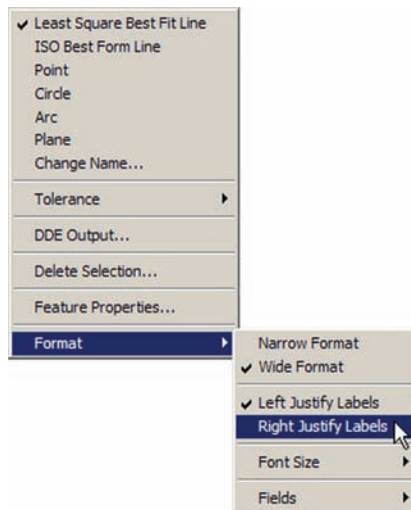 Least Square Best Fit Line
ISO Best Form Line
Point
Circle
Arc
Plane
Change Name...
Tolerance
DDE Output...
Delete Selection...
Feature Properties...
Format
Narrow Format
Wide Format
Left Justify Labels
Right Justify Labels
Font Size
Fields